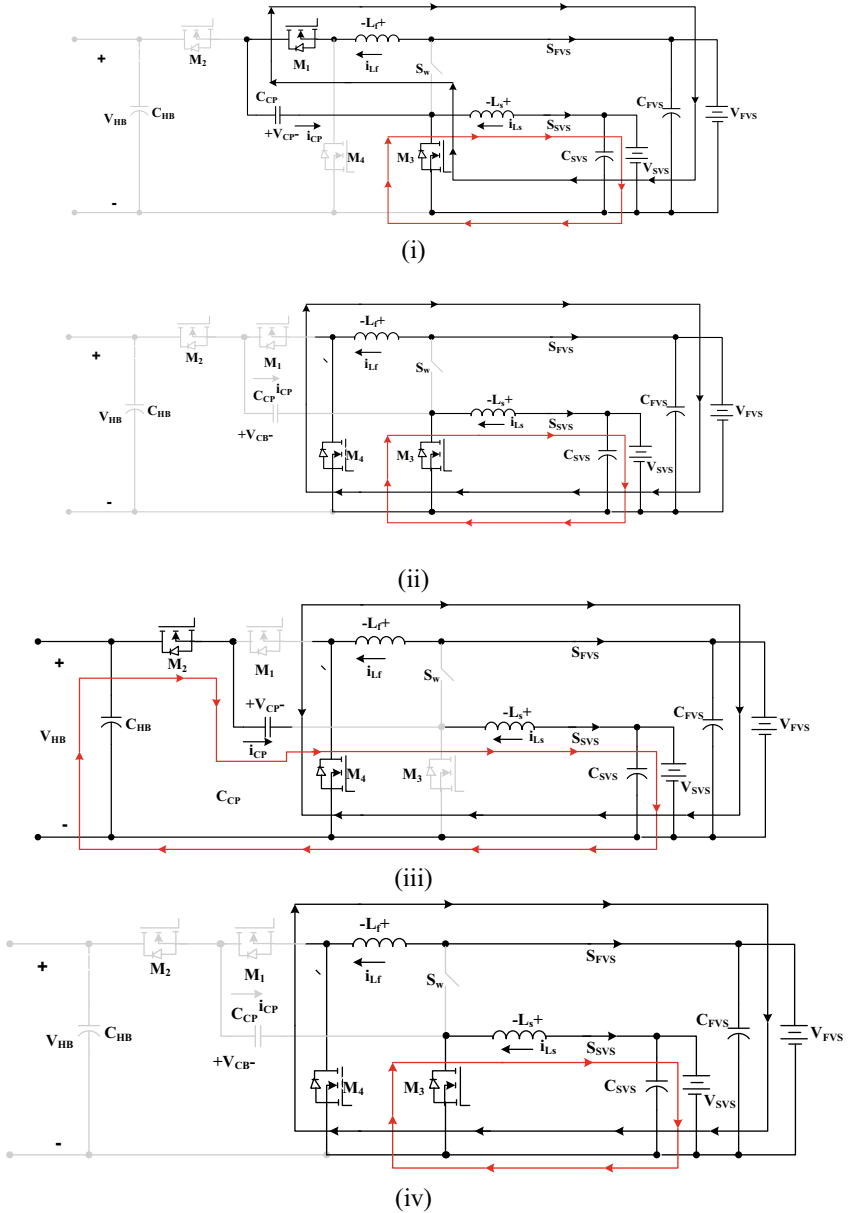 -Lf+
+
M2
M1
iLf
Sw
SFVS
CCP
-Ls+
VHB
CHB
+VCP-
iCP
iLs
SSVS
CFVS
VFVS
M4
M3
CSVS
VSVS
-
(i)
-Lf+
+
M2
M1
iLf
Sw
SFVS
VHB
CHB
CCP
iCP
-Ls+
CFVS
VFVS
+VCB-
iLs
SSVS
M4
M3
CSVS
VSVS
-
(ii)
-Lf+
+
M2
M1
iLf
Sw
SFVS
VHB
CHB
+VCP-
iCP
-Ls+
iLs
SSVS
CFVS
VFVS
M4
M3
CSVS
VSVS
CCP
-
(iii)
-Lf+
+
M2
M1
iLf
Sw
SFVS
VHB
CHB
CCP
iCP
-Ls+
CFVS
VFVS
+VCB-
iLs
SSVS
M4
M3
CSVS
VSVS
-
(iv)